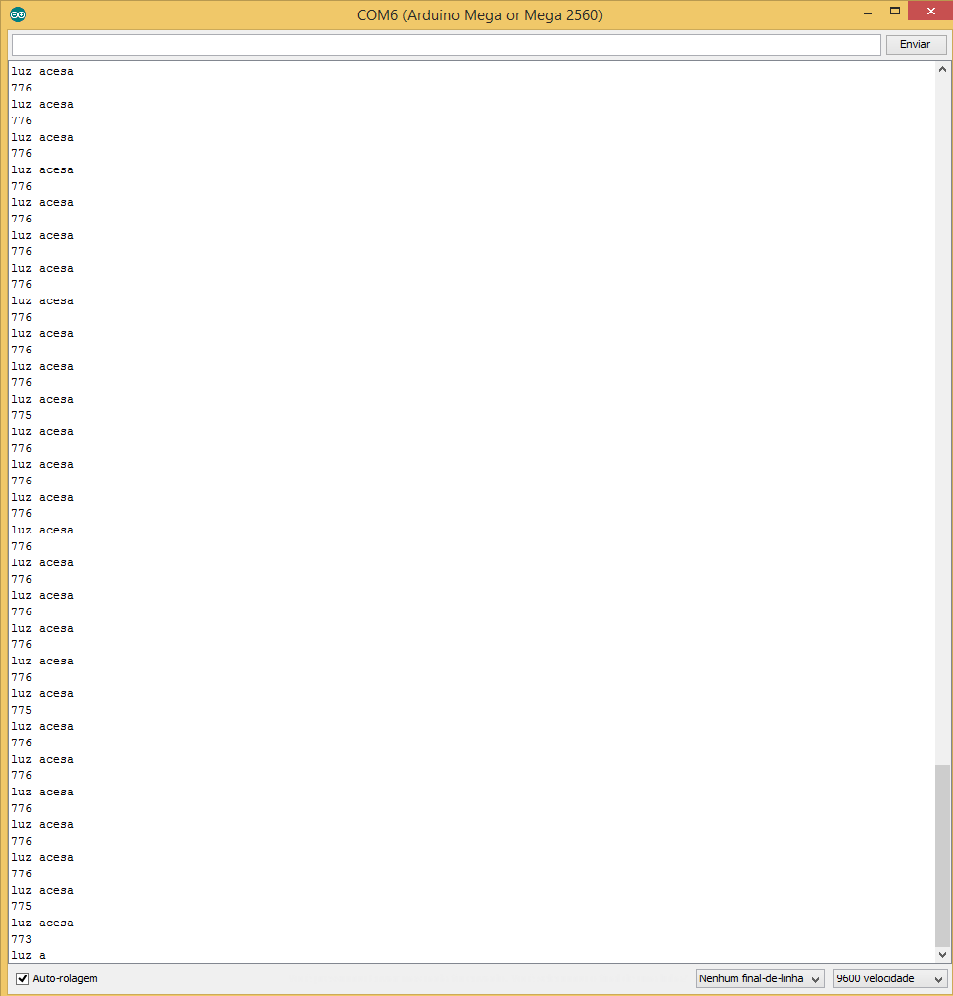 COM6 (Arduino Mega or Mega 2560)
Enviar
luz acesa
776
luz acesa
776
luz acesa
776
luz acesa
776
luz acesa
776
luz acesa
776
luz acesa
776
luz acesa
776
luz acesa
776
luz acesa
776
luz acesa
775
luz acesa
776
luz acesa
776
luz acesa
776
luz acesa
776
luz acesa
776
luz acesa
776
luz acesa
776
luz acesa
776
luz acesa
775
luz acesa
776
luz acesa
776
luz acesa
776
luz acesa
776
luz acesa
776
luz acesa
775
luz acesa
773
luz a
Auto-rolagem
Nenhum final-de-linha
9600 velocidade